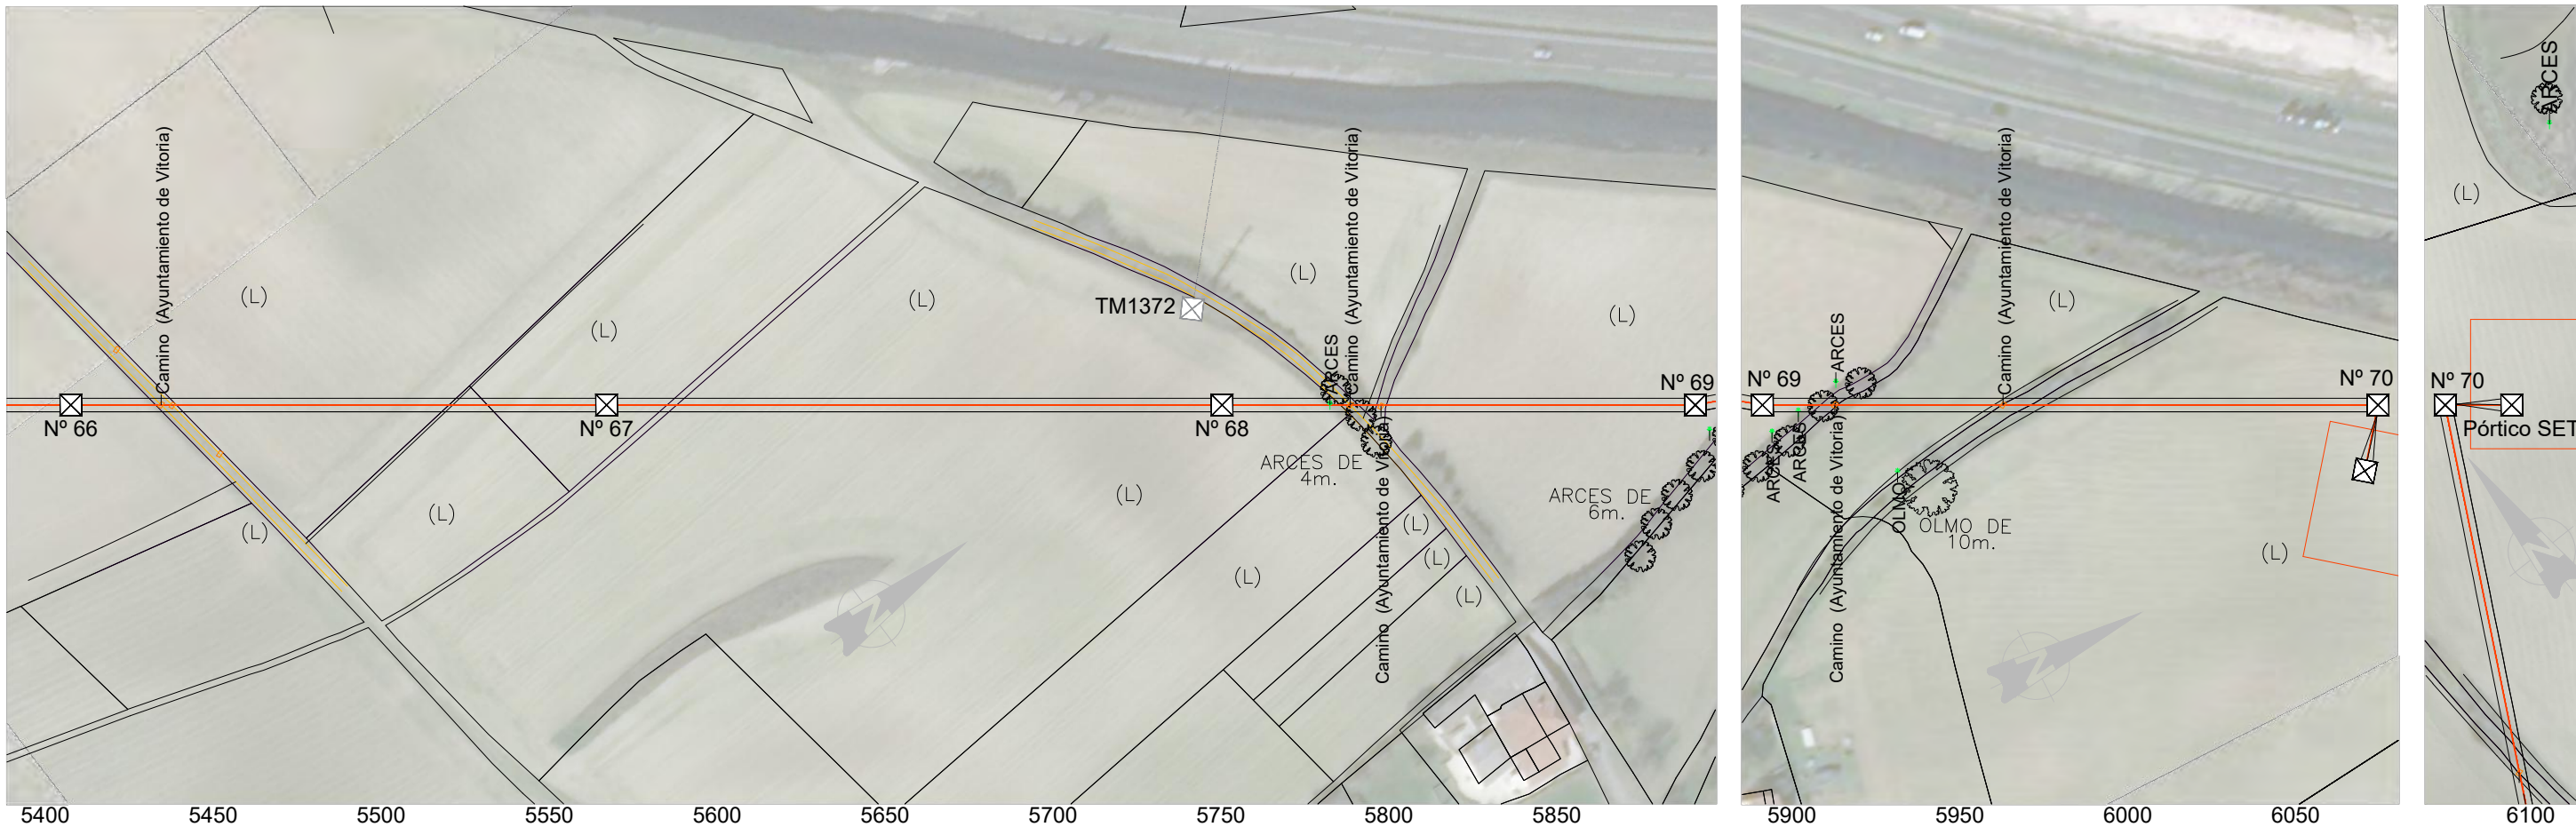 Camino (Ayuntamiento de Vitoria)
(L)
(L)
(L)
(L)
(L)
(L)
(L)
(L)
(L)
(L)
(L)
(L)
TM1372
ARCES
Camino (Ayuntamiento de Vitoria)
Nº 66
Nº 67
Nº 68
Nº 69
ARCES DE
4m.
Camino (Ayuntamiento de Vitoria)
ARCES DE
6m.
5400 5450 5500 5550 5600 5650 5700 5750 5800 5850
Camino (Ayuntamiento de Vitoria)
(L)
ARCES
Nº 69
Nº 70
ARCES
ARCES
Camino (Ayuntamiento de Vitoria)
OLMO
OLMO DE
10m.
(L)
5900 5950 6000 6050
ARCES
(L)
Nº 70
Pórtico SET
6100